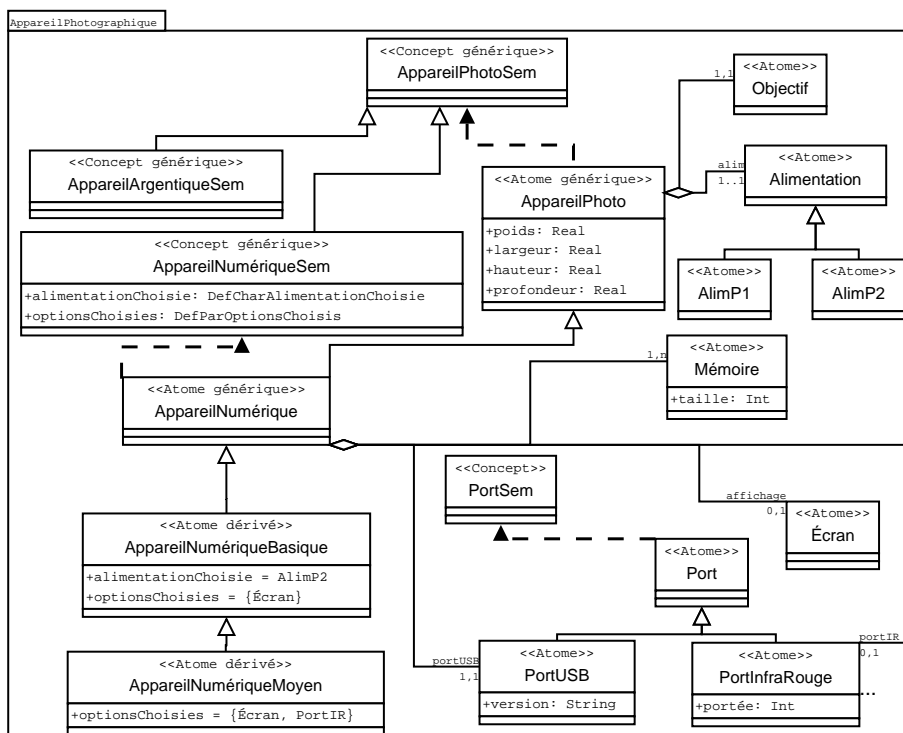 AppareilPhotographique
<<Concept générique>>
AppareilPhotoSem
<<Atome>>
Objectif
1,1
<<Concept générique>>
AppareilArgentiqueSem
<<Atome générique>>
AppareilPhoto
+poids: Real
+largeur: Real
+hauteur: Real
+profondeur: Real
alim
1..1
<<Atome>>
Alimentation
<<Concept générique>>
AppareilNumériqueSem
+alimentationChoisie: DefCharAlimentationChoisie
+optionsChoisies: DefParOptionsChoisis
<<Atome>>
AlimP1
<<Atome>>
AlimP2
1,n
<<Atome>>
Mémoire
+taille: Int
<<Atome générique>>
AppareilNumérique
<<Concept>>
PortSem
affichage
0,1
<<Atome>>
Écran
<<Atome dérivé>>
AppareilNumériqueBasique
+alimentationChoisie = AlimP2
+optionsChoisies = {Écran}
<<Atome>>
Port
<<Atome dérivé>>
AppareilNumériqueMoyen
+optionsChoisies = {Écran, PortIR}
portUSB
1,1
<<Atome>>
PortUSB
+version: String
<<Atome>>
PortInfraRouge
+portée: Int
portIR
0,1
...